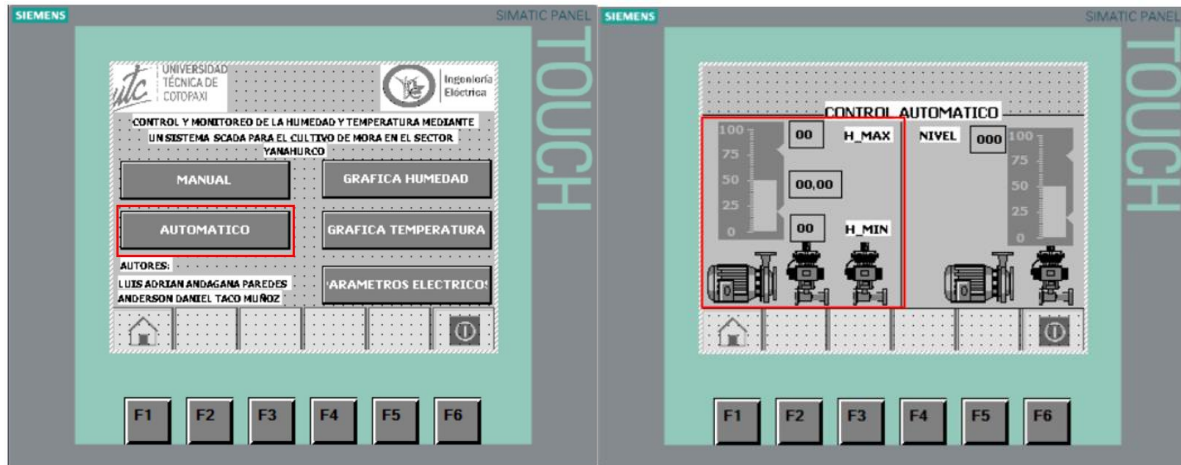 SIEMENS
SIMATIC PANEL
TOUCH
utc
UNIVERSIDAD
TÉCNICA DE
COTOPAXI
Ingeniería
Eléctrica
CONTROL Y MONITOREO DE LA HUMEDAD Y TEMPERATURA MEDIANTE
UN SISTEMA SCADA PARA EL CULTIVO DE MORA EN EL SECTOR
YANAHURCO
MANUAL
GRAFICA HUMEDAD
AUTOMATICO
GRAFICA TEMPERATURA
AUTORES:
LUIS ADRIAN ANDAGANA PAREDES
ANDERSON DANIEL TACO MUÑOZ
ARAMETROS ELECTRICO
F1 F2 F3 F4 F5 F6
SIEMENS
SIMATIC PANEL
TOUCH
CONTROL AUTOMATICO
100
75
50
25
0
00 H_MAX
00,00
00 H_MIN
NIVEL 000
100
75
50
25
0
F1 F2 F3 F4 F5 F6